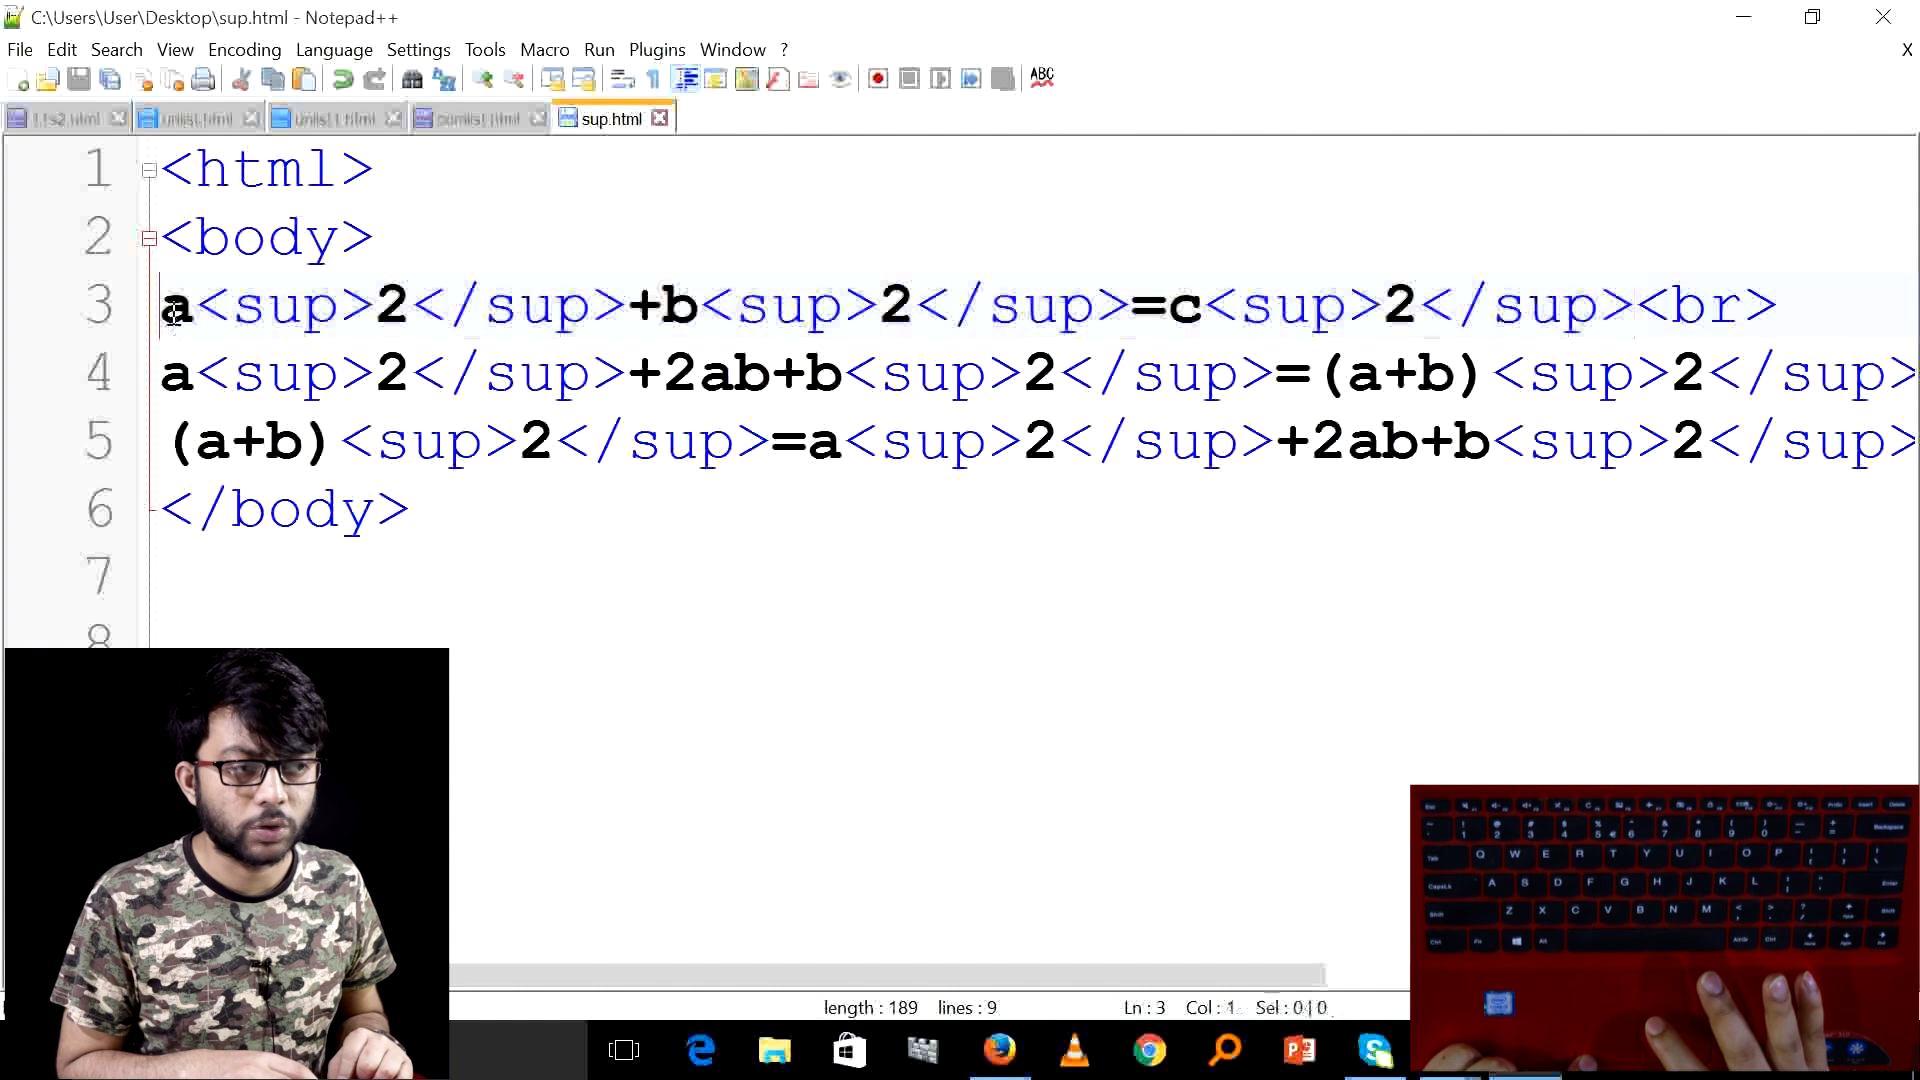 C:\Users\User\Desktop\sup.html - Notepad++
File Edit Search View Encoding Language Settings Tools Macro Run Plugins Window ? X
ABC
sup.html
1 <html>
2 <body>
3 a<sup>2</sup>+b<sup>2</sup>=c<sup>2</sup><br>
4 a<sup>2</sup>+2ab+b<sup>2</sup>=(a+b)<sup>2</sup>
5 (a+b)<sup>2</sup>=a<sup>2</sup>+2ab+b<sup>2</sup>
6 </body>
7
8
length : 189 lines : 9 Ln : 3 Col : 1 Sel : 0 | 0
Q W E R T Y U I O P
A S D F G H J K L
Z X C V B N M